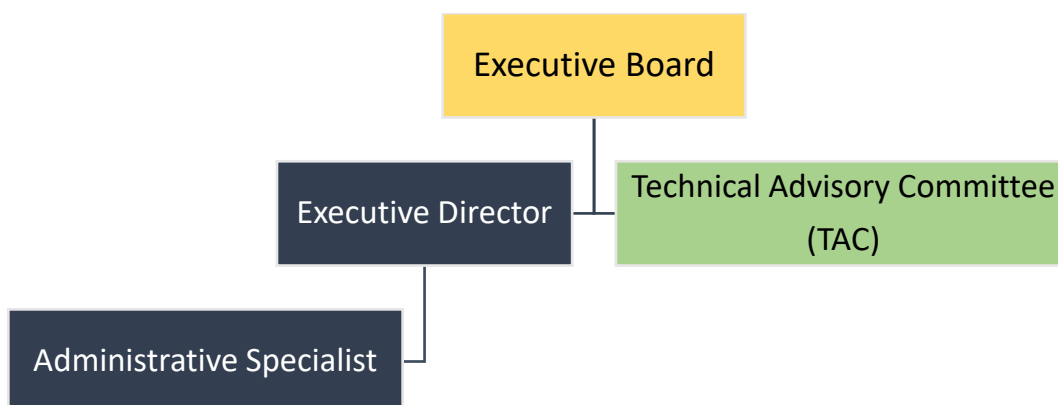 Executive Board
Executive Director
Technical Advisory Committee
(TAC)
Administrative Specialist